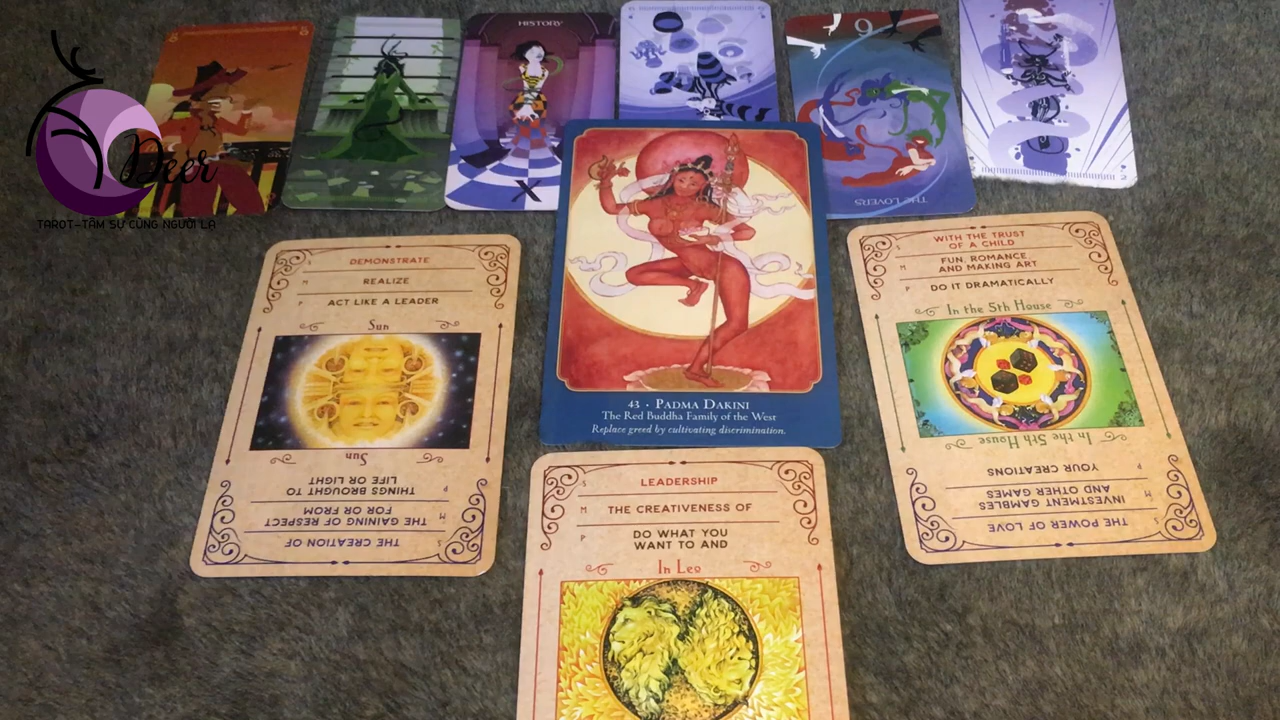 HISTORY
X
6
THE LOVERS
Deer
TAROT-TÂM SỰ CÙNG NGƯỜI LẠ
S DEMONSTRATE
M REALIZE
P ACT LIKE A LEADER
Sun
Sun
P THINGS BROUGHT TO
LIFE OR LIGHT
M THE GAINING OF RESPECT
FOR OR FROM
S THE CREATION OF
43 · PADMA DAKINI
The Red Buddha Family of the West
Replace greed by cultivating discrimination.
S WITH THE TRUST
OF A CHILD
M FUN, ROMANCE,
AND MAKING ART
P DO IT DRAMATICALLY
In the 5th House
In the 5th House
P YOUR CREATIONS
M INVESTMENT GAMBLES
AND OTHER GAMES
S THE POWER OF LOVE
S LEADERSHIP
M THE CREATIVENESS OF
P DO WHAT YOU
WANT TO AND
In Leo